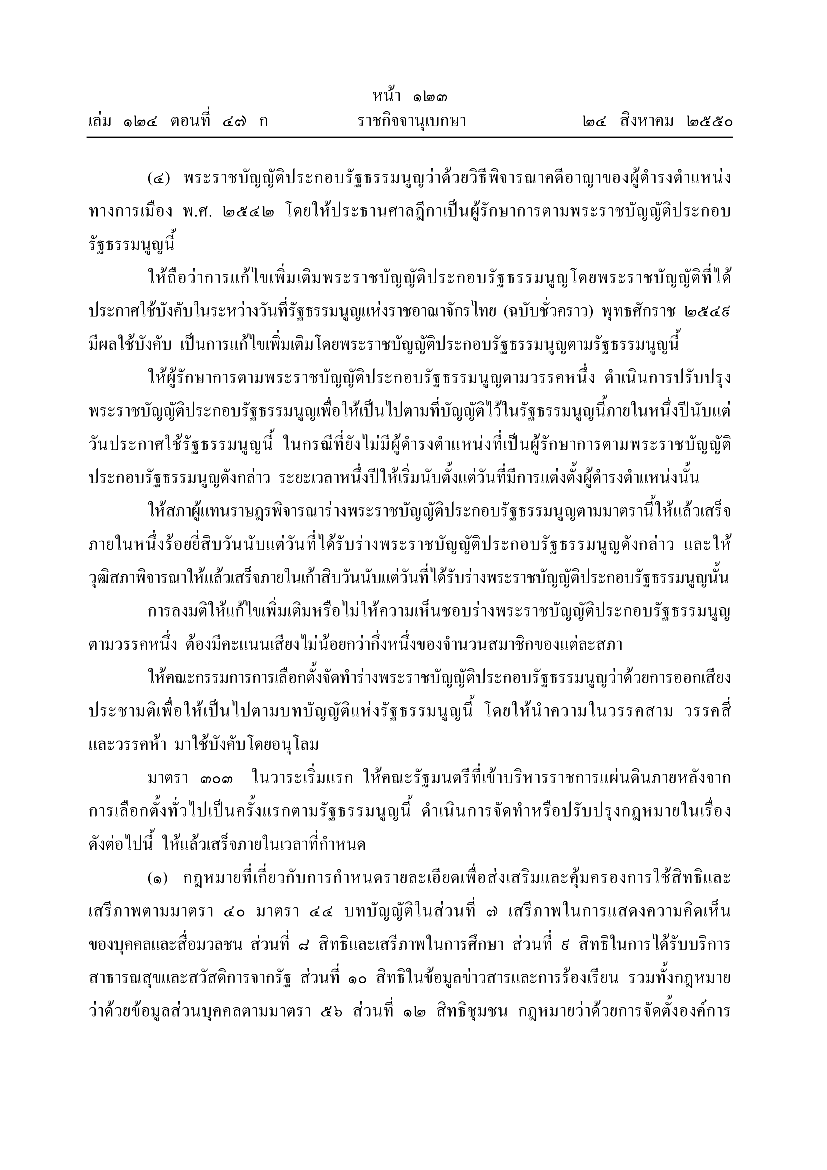 หน้า ๑๒๓
เล่ม ๑๒๔ ตอนที่ ๔๗ ก ราชกิจจานุเบกษา ๒๔ สิงหาคม ๒๕๕๐
(๔) พระราชบัญญัติประกอบรัฐธรรมนูญว่าด้วยวิธีพิจารณาคดีอาญาของผู้ดำรงตำแหน่ง
ทางการเมือง พ.ศ. ๒๕๔๒ โดยให้ประธานศาลฎีกาเป็นผู้รักษาการตามพระราชบัญญัติประกอบ
รัฐธรรมนูญนี้
ให้ถือว่าการแก้ไขเพิ่มเติมพระราชบัญญัติประกอบรัฐธรรมนูญโดยพระราชบัญญัติที่ได้
ประกาศใช้บังคับในระหว่างวันที่รัฐธรรมนูญแห่งราชอาณาจักรไทย (ฉบับชั่วคราว) พุทธศักราช ๒๕๔๙
มีผลใช้บังคับ เป็นการแก้ไขเพิ่มเติมโดยพระราชบัญญัติประกอบรัฐธรรมนูญตามรัฐธรรมนูญนี้
ให้ผู้รักษาการตามพระราชบัญญัติประกอบรัฐธรรมนูญตามวรรคหนึ่ง ดำเนินการปรับปรุง
พระราชบัญญัติประกอบรัฐธรรมนูญเพื่อให้เป็นไปตามที่บัญญัติไว้ในรัฐธรรมนูญนี้ภายในหนึ่งปีนับแต่
วันประกาศใช้รัฐธรรมนูญนี้ ในกรณีที่ยังไม่มีผู้ดำรงตำแหน่งที่เป็นผู้รักษาการตามพระราชบัญญัติ
ประกอบรัฐธรรมนูญดังกล่าว ระยะเวลาหนึ่งปีให้เริ่มนับตั้งแต่วันที่มีการแต่งตั้งผู้ดำรงตำแหน่งนั้น
ให้สภาผู้แทนราษฎรพิจารณาร่างพระราชบัญญัติประกอบรัฐธรรมนูญตามมาตรานี้ให้แล้วเสร็จ
ภายในหนึ่งร้อยยี่สิบวันนับแต่วันที่ได้รับร่างพระราชบัญญัติประกอบรัฐธรรมนูญดังกล่าว และให้
วุฒิสภาพิจารณาให้แล้วเสร็จภายในเก้าสิบวันนับแต่วันที่ได้รับร่างพระราชบัญญัติประกอบรัฐธรรมนูญนั้น
การลงมติให้แก้ไขเพิ่มเติมหรือไม่ให้ความเห็นชอบร่างพระราชบัญญัติประกอบรัฐธรรมนูญ
ตามวรรคหนึ่ง ต้องมีคะแนนเสียงไม่น้อยกว่ากึ่งหนึ่งของจำนวนสมาชิกของแต่ละสภา
ให้คณะกรรมการการเลือกตั้งจัดทำร่างพระราชบัญญัติประกอบรัฐธรรมนูญว่าด้วยการออกเสียง
ประชามติเพื่อให้เป็นไปตามบทบัญญัติแห่งรัฐธรรมนูญนี้ โดยให้นำความในวรรคสาม วรรคสี่
และวรรคห้า มาใช้บังคับโดยอนุโลม
มาตรา ๓๐๓ ในวาระเริ่มแรก ให้คณะรัฐมนตรีที่เข้าบริหารราชการแผ่นดินภายหลังจาก
การเลือกตั้งทั่วไปเป็นครั้งแรกตามรัฐธรรมนูญนี้ ดำเนินการจัดทำหรือปรับปรุงกฎหมายในเรื่อง
ดังต่อไปนี้ ให้แล้วเสร็จภายในเวลาที่กำหนด
(๑) กฎหมายที่เกี่ยวกับการกำหนดรายละเอียดเพื่อส่งเสริมและคุ้มครองการใช้สิทธิและ
เสรีภาพตามมาตรา ๔๐ มาตรา ๔๔ บทบัญญัติในส่วนที่ ๗ เสรีภาพในการแสดงความคิดเห็น
ของบุคคลและสื่อมวลชน ส่วนที่ ๘ สิทธิและเสรีภาพในการศึกษา ส่วนที่ ๙ สิทธิในการได้รับบริการ
สาธารณสุขและสวัสดิการจากรัฐ ส่วนที่ ๑๐ สิทธิในข้อมูลข่าวสารและการร้องเรียน รวมทั้งกฎหมาย
ว่าด้วยข้อมูลส่วนบุคคลตามมาตรา ๕๖ ส่วนที่ ๑๒ สิทธิชุมชน กฎหมายว่าด้วยการจัดตั้งองค์การ